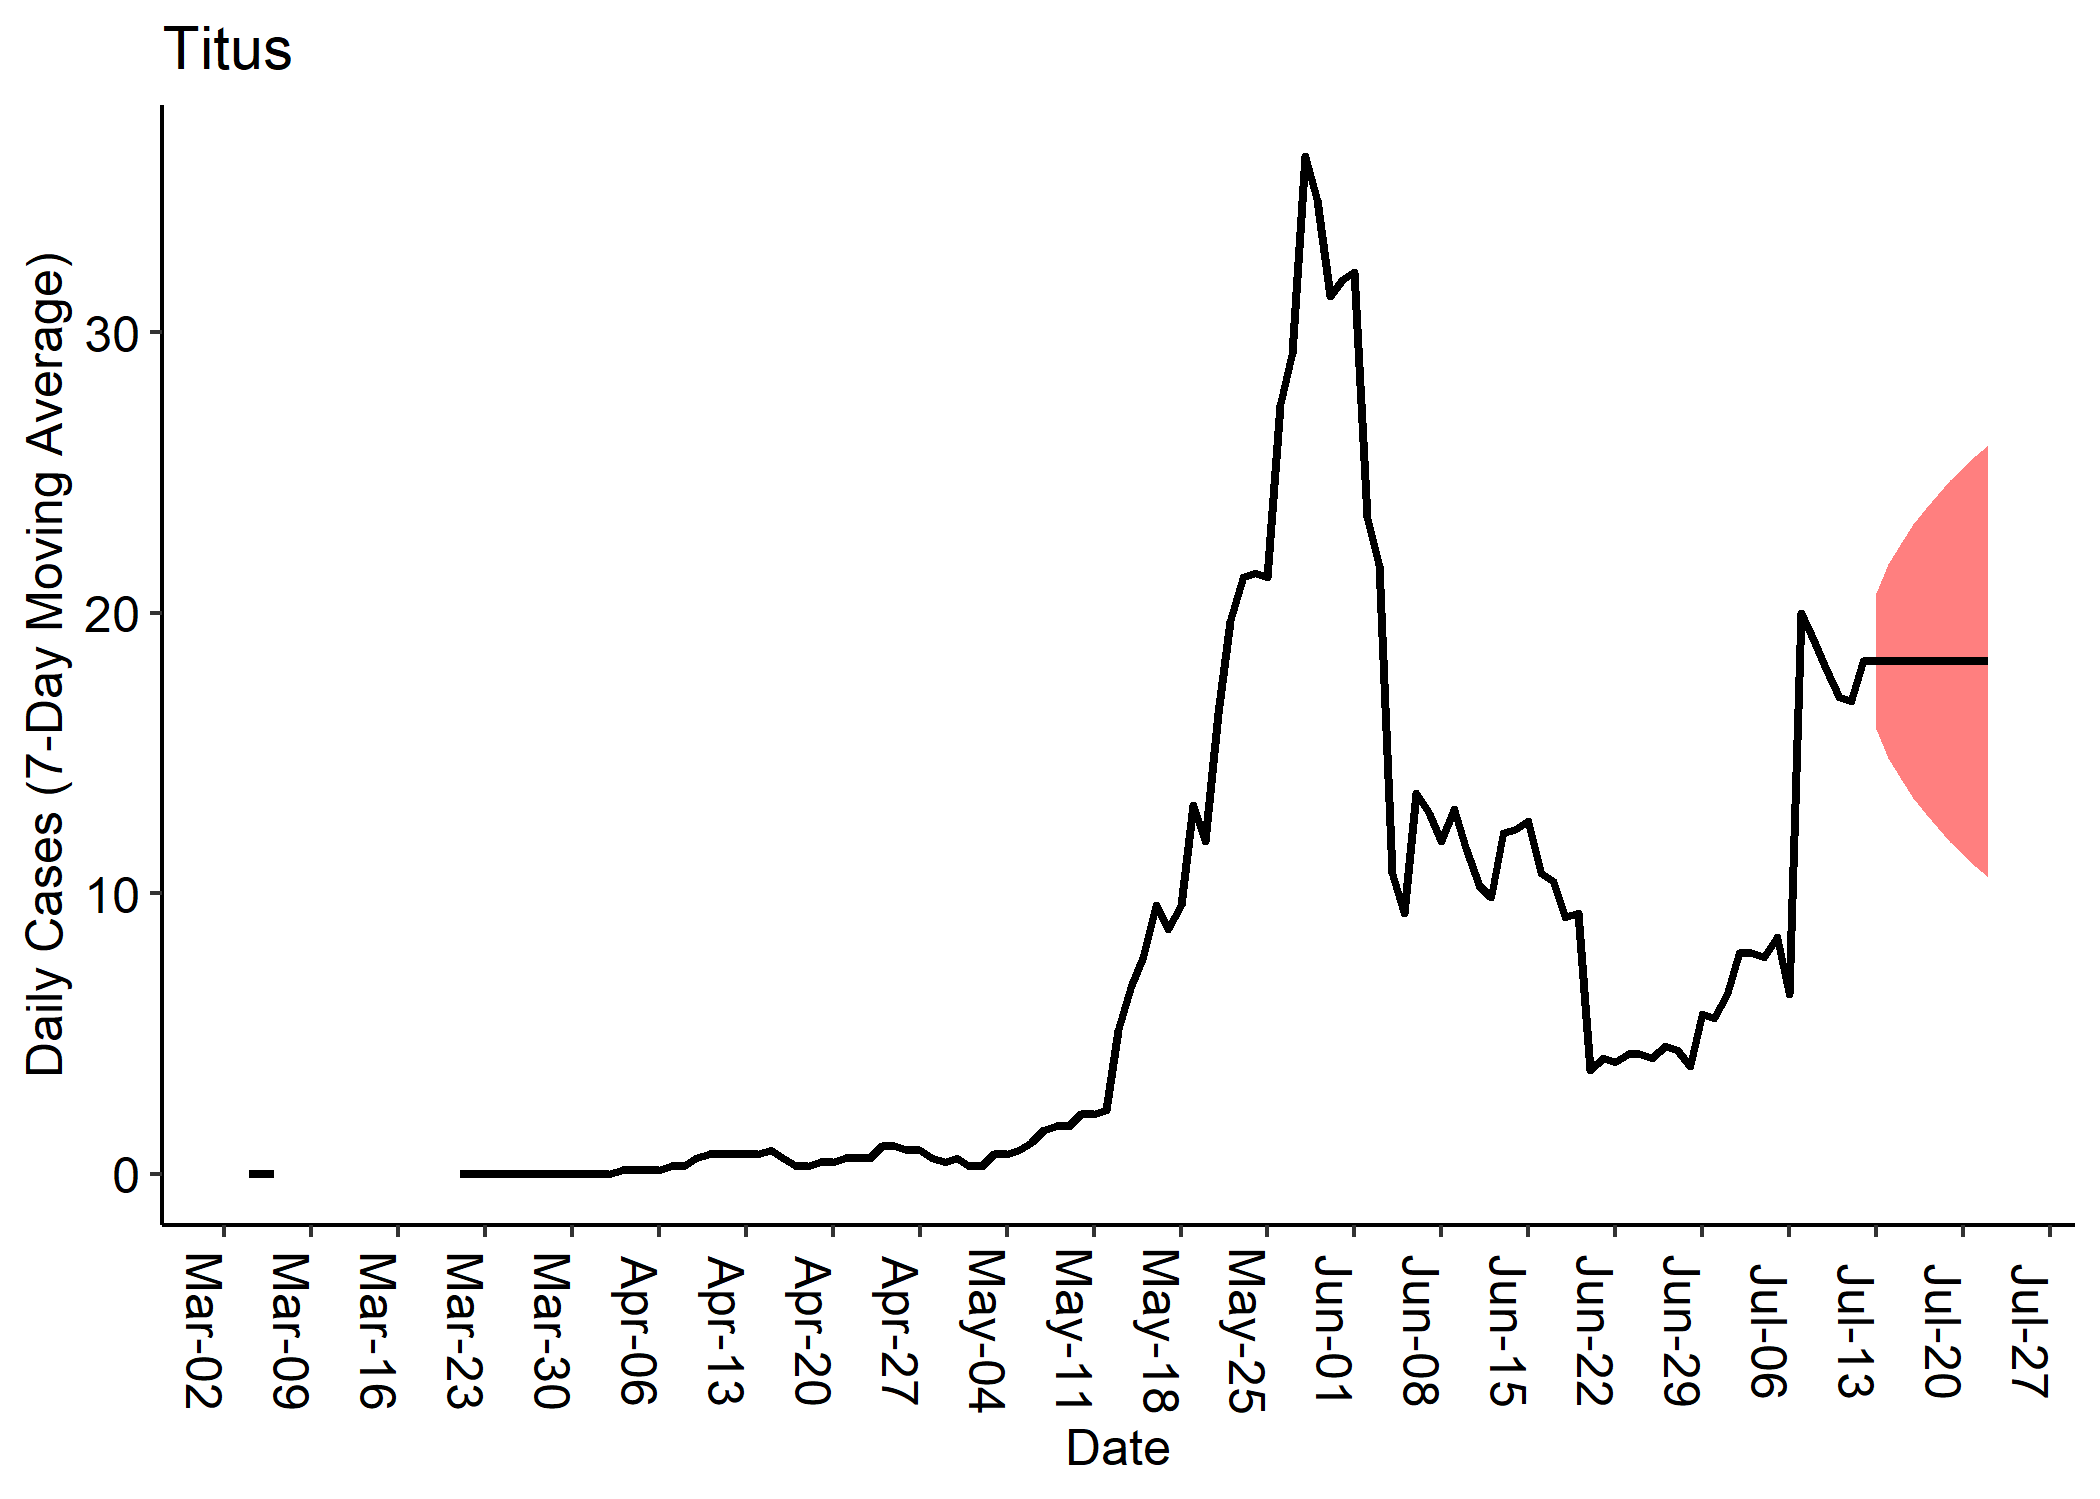 Titus
Daily Cases (7-Day Moving Average)
30
20
10
0
Mar-02
Mar-09
Mar-16
Mar-23
Mar-30
Apr-06
Apr-13
Apr-20
Apr-27
May-04
May-11
May-18
May-25
Jun-01
Jun-08
Jun-15
Jun-22
Jun-29
Jul-06
Jul-13
Jul-20
Jul-27
Date